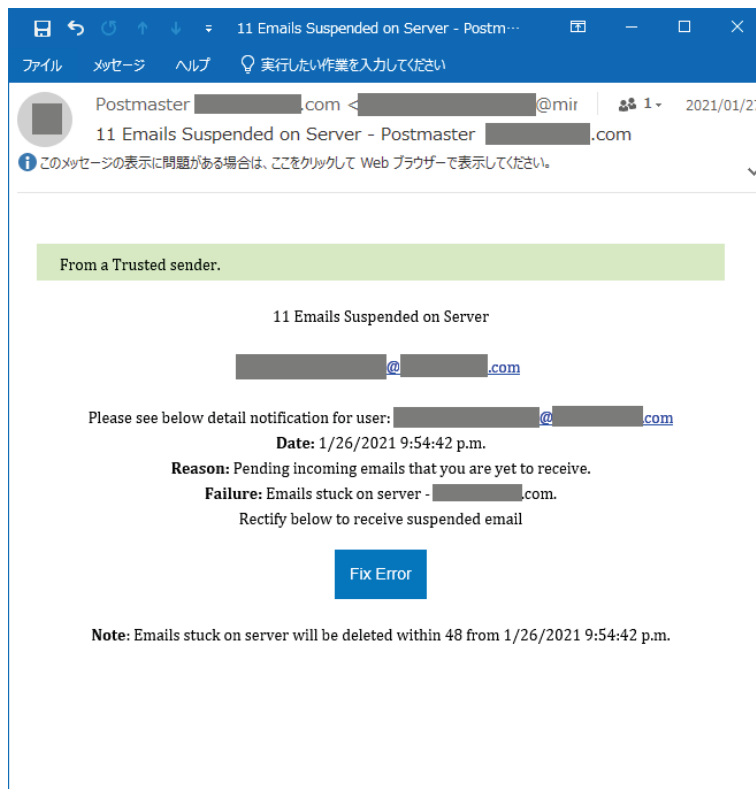 11 Emails Suspended on Server - Postm…
ファイル メッセージ ヘルプ 実行したい作業を入力してください
Postmaster .com < @mir 1 2021/01/27
11 Emails Suspended on Server - Postmaster .com
このメッセージの表示に問題がある場合は、ここをクリックして Web ブラウザーで表示してください。
From a Trusted sender.
11 Emails Suspended on Server
@ .com
Please see below detail notification for user: @ .com
Date: 1/26/2021 9:54:42 p.m.
Reason: Pending incoming emails that you are yet to receive.
Failure: Emails stuck on server - .com.
Rectify below to receive suspended email
Fix Error
Note: Emails stuck on server will be deleted within 48 from 1/26/2021 9:54:42 p.m.